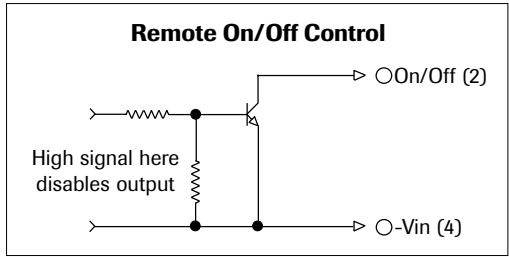 Remote On/Off Control
On/Off (2)
High signal here
disables output
-Vin (4)